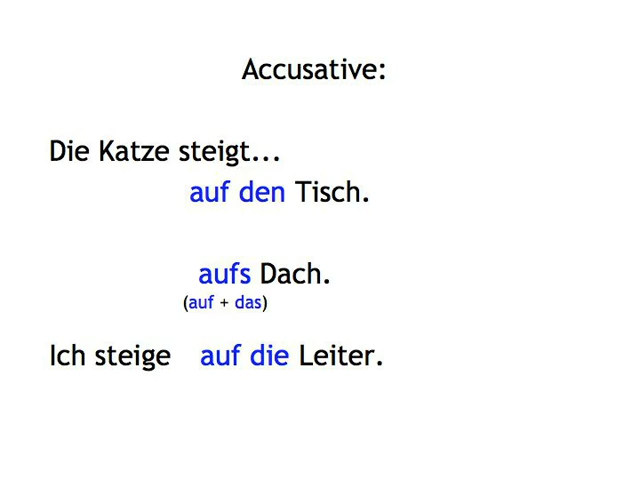 Accusative:
Die Katze steigt...
auf den Tisch.
aufs Dach.
(auf + das)
Ich steige auf die Leiter.